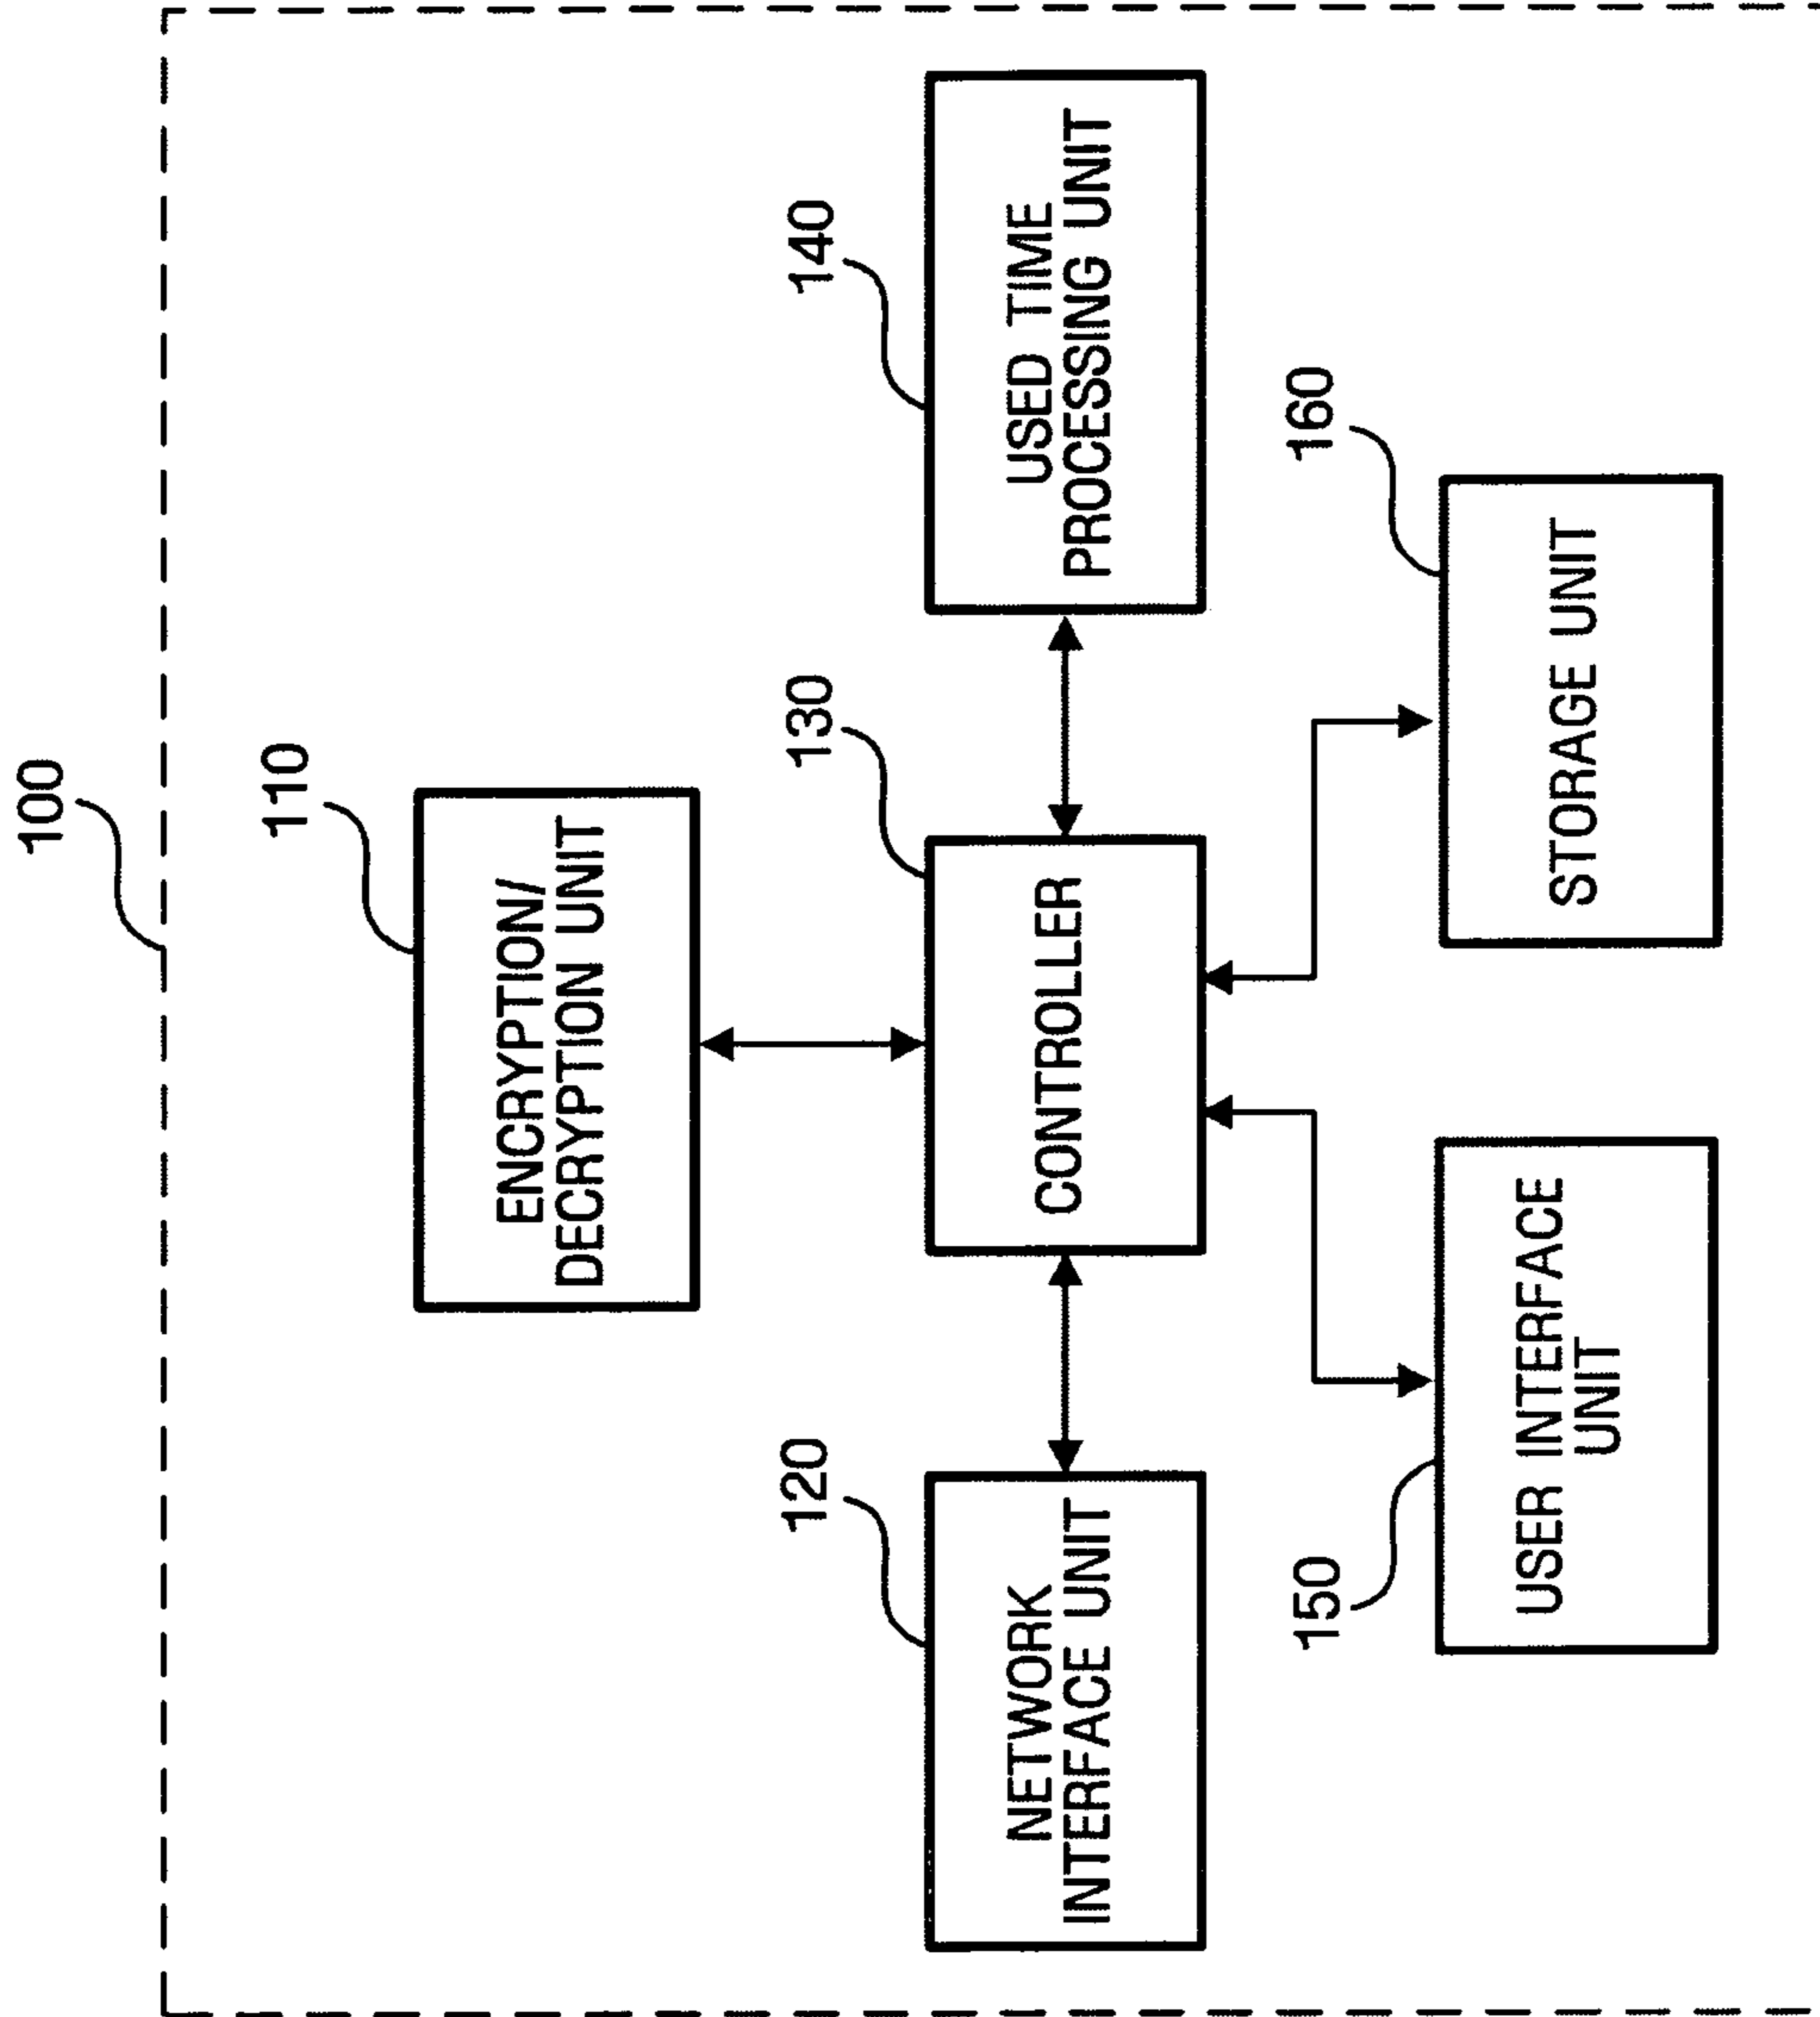 100
110
ENCRYPTION/
DECRYPTION UNIT
120
NETWORK
INTERFACE UNIT
130
CONTROLLER
140
USED TIME
PROCESSING UNIT
150
USER INTERFACE
UNIT
160
STORAGE UNIT